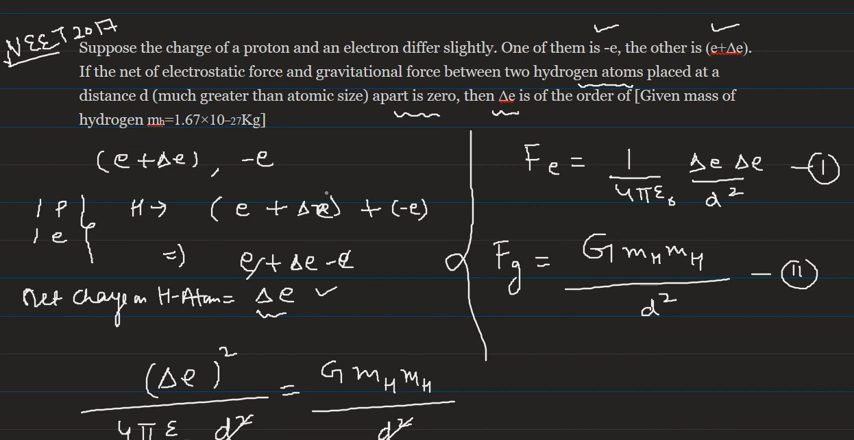 NEET 2017
Suppose the charge of a proton and an electron differ slightly. One of them is -e, the other is (e+Δe).
If the net of electrostatic force and gravitational force between two hydrogen atoms placed at a
distance d (much greater than atomic size) apart is zero, then Δe is of the order of [Given mass of
hydrogen mh=1.67×10–27Kg]
(e+Δe), -e
1 P
1 e
H → (e + Δe) + (-e)
=) e + Δe - e
Net charge on H-Atom = Δe ✓
(Δe)² / 4πε d² = G mH mH / d²
Fe = 1/4πε₀ Δe Δe / d² — I
Fg = G mH mH / d² — II